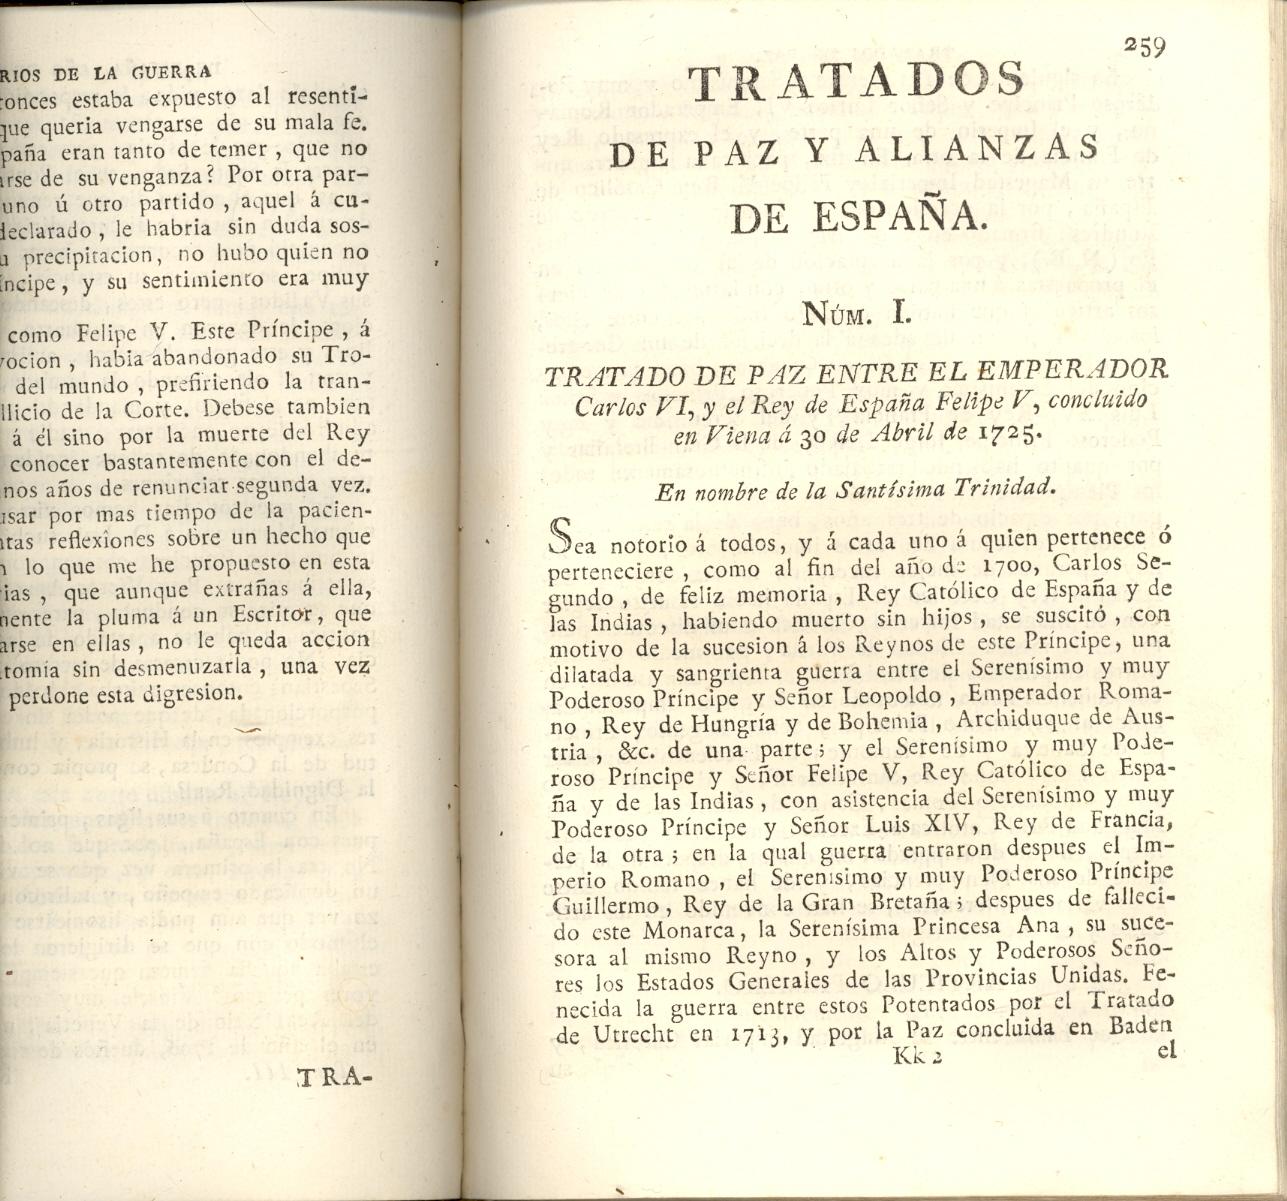 RIOS DE LA GUERRA
tonces estaba expuesto al resenti-
que queria vengarse de su mala fe.
paña eran tanto de temer , que no
arse de su venganza? Por otra par-
uno ú otro partido , aquel á cu-
declarado , le habria sin duda sos-
u precipitacion, no hubo quien no
íncipe , y su sentimiento era muy
como Felipe V. Este Príncipe , á
vocion , habia abandonado su Tro-
del mundo , prefiriendo la tran-
llicio de la Corte. Debese tambien
á él sino por la muerte del Rey
conocer bastantemente con el de-
nos años de renunciar segunda vez.
usar por mas tiempo de la pacien-
tas reflexîones sobre un hecho que
n lo que me he propuesto en esta
rias , que aunque extrañas á ella,
mente la pluma á un Escritor, que
arse en ellas , no le queda accion
tomía sin desmenuzarla , una vez
perdone esta digresion.
TRA-
259
TRATADOS
DE PAZ Y ALIANZAS
DE ESPAÑA.
NÚM. I.
TRATADO DE PAZ ENTRE EL EMPERADOR
Carlos VI, y el Rey de España Felipe V, concluido
en Viena á 30 de Abril de 1725.
En nombre de la Santísima Trinidad.
Sea notorio á todos, y á cada uno á quien pertenece ó
perteneciere , como al fin del año de 1700, Carlos Se-
gundo , de feliz memoria , Rey Católico de España y de
las Indias , habiendo muerto sin hijos , se suscitó , con
motivo de la sucesion á los Reynos de este Príncipe, una
dilatada y sangrienta guerra entre el Serenísimo y muy
Poderoso Príncipe y Señor Leopoldo , Emperador Roma-
no , Rey de Hungría y de Bohemia , Archiduque de Aus-
tria , &c. de una parte ; y el Serenísimo y muy Pode-
roso Príncipe y Señor Felipe V, Rey Católico de Espa-
ña y de las Indias , con asistencia del Serenísimo y muy
Poderoso Príncipe y Señor Luis XIV, Rey de Francia,
de la otra ; en la qual guerra entraron despues el Im-
perio Romano , el Serenisimo y muy Poderoso Príncipe
Guillermo , Rey de la Gran Bretaña ; despues de falleci-
do este Monarca, la Serenísima Princesa Ana , su suce-
sora al mismo Reyno , y los Altos y Poderosos Seño-
res los Estados Generales de las Provincias Unidas. Fe-
necida la guerra entre estos Potentados por el Tratado
de Utrecht en 1713, y por la Paz concluida en Baden
Kk 2
el